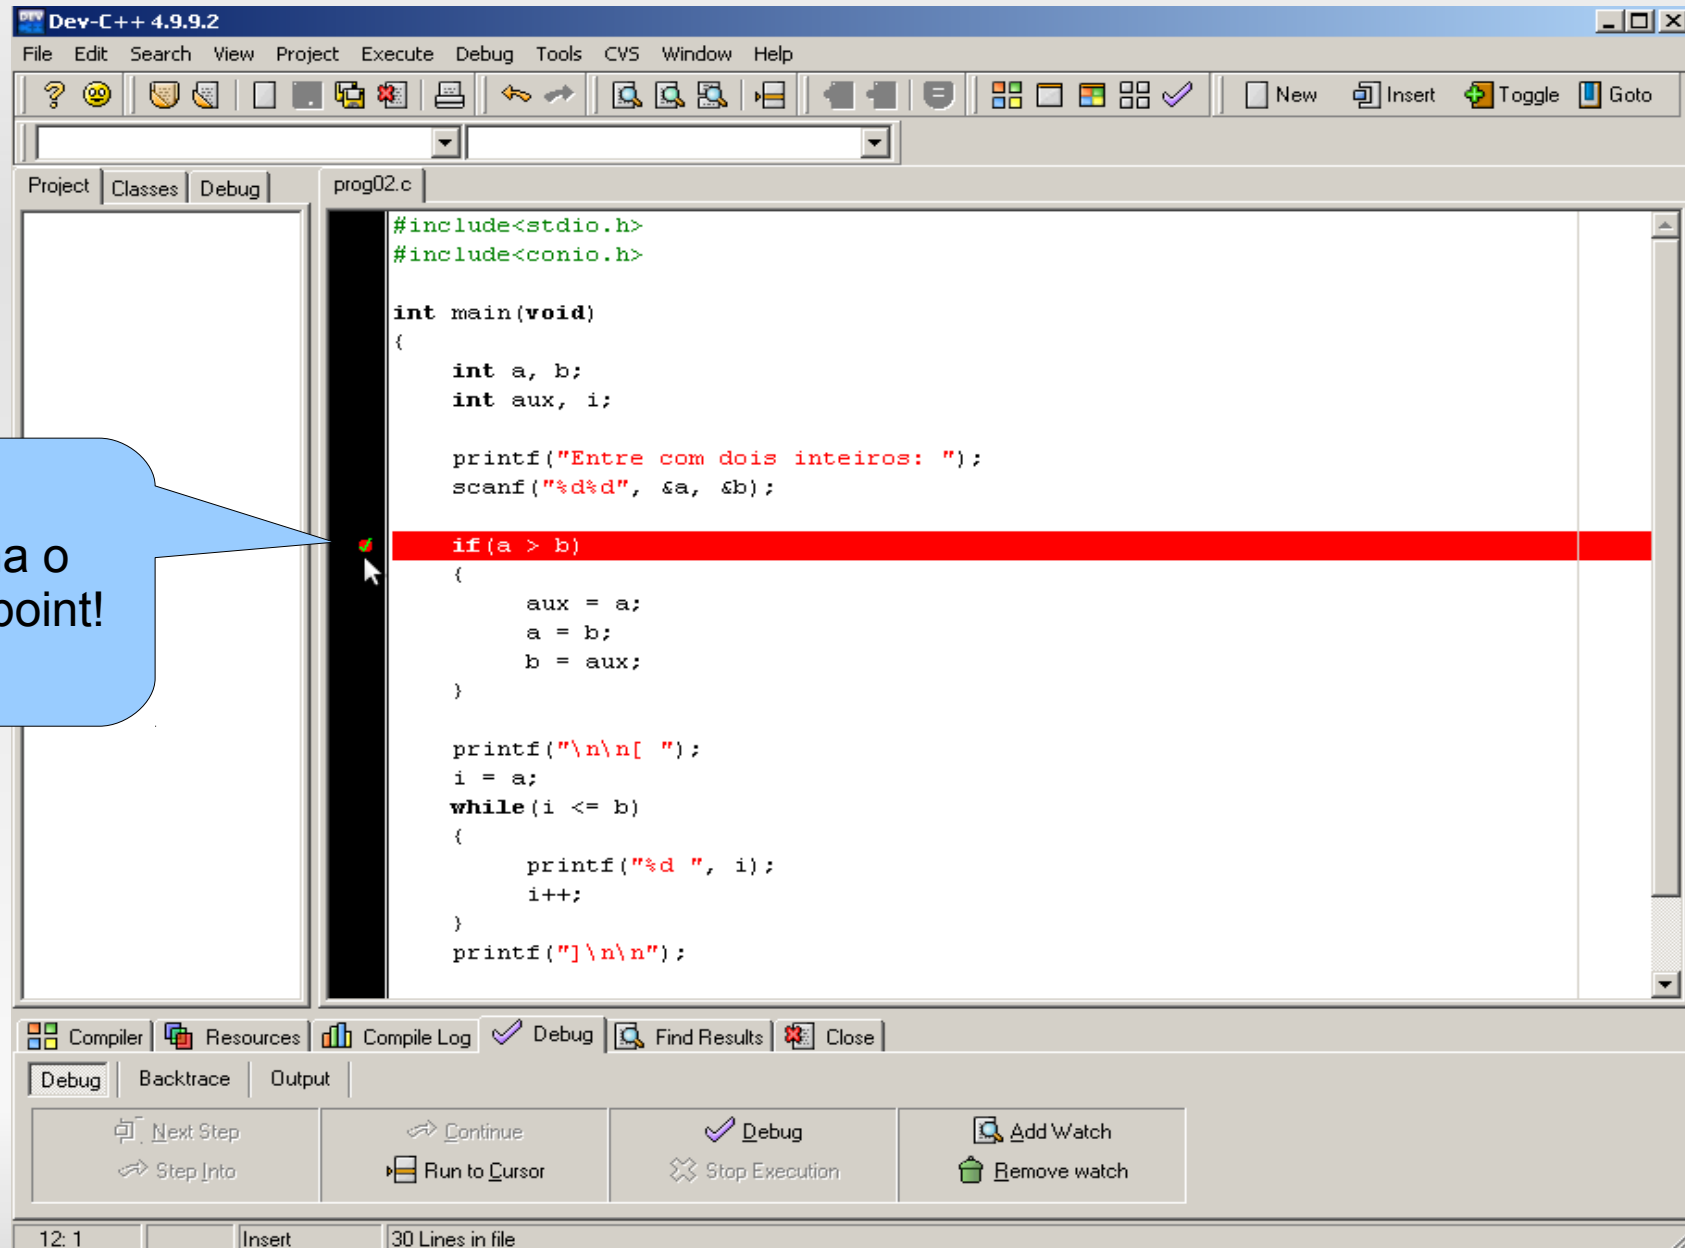 Dev-C++ 4.9.9.2
File Edit Search View Project Execute Debug Tools CVS Window Help
New Insert Toggle Goto
Project Classes Debug prog02.c
#include<stdio.h>
#include<conio.h>
int main(void)
{
int a, b;
int aux, i;
printf("Entre com dois inteiros: ");
scanf("%d%d", &a, &b);
if(a > b)
{
aux = a;
a = b;
b = aux;
}
printf("\n\n[ ");
i = a;
while(i <= b)
{
printf("%d ", i);
i++;
}
printf("]\n\n");
o
point!
Compiler Resources Compile Log Debug Find Results Close
Debug Backtrace Output
Next Step Continue Debug Add Watch
Step Into Run to Cursor Stop Execution Remove watch
12: 1 Insert 30 Lines in file